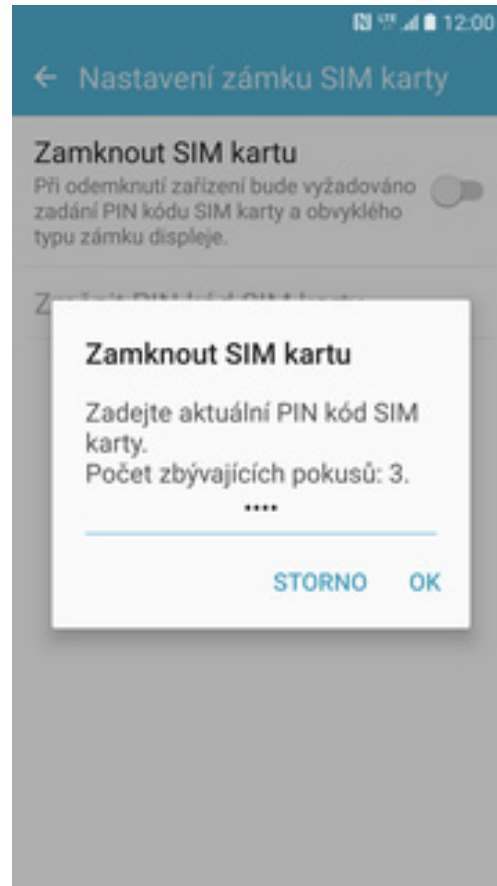 12:00
Nastavení zámku SIM karty
Zamknout SIM kartu
Při odemknutí zařízení bude vyžadováno
zadání PIN kódu SIM karty a obvyklého
typu zámku displeje.
Zamknout SIM kartu
Zadejte aktuální PIN kód SIM
karty.
Počet zbývajících pokusů: 3.
••••
STORNO OK